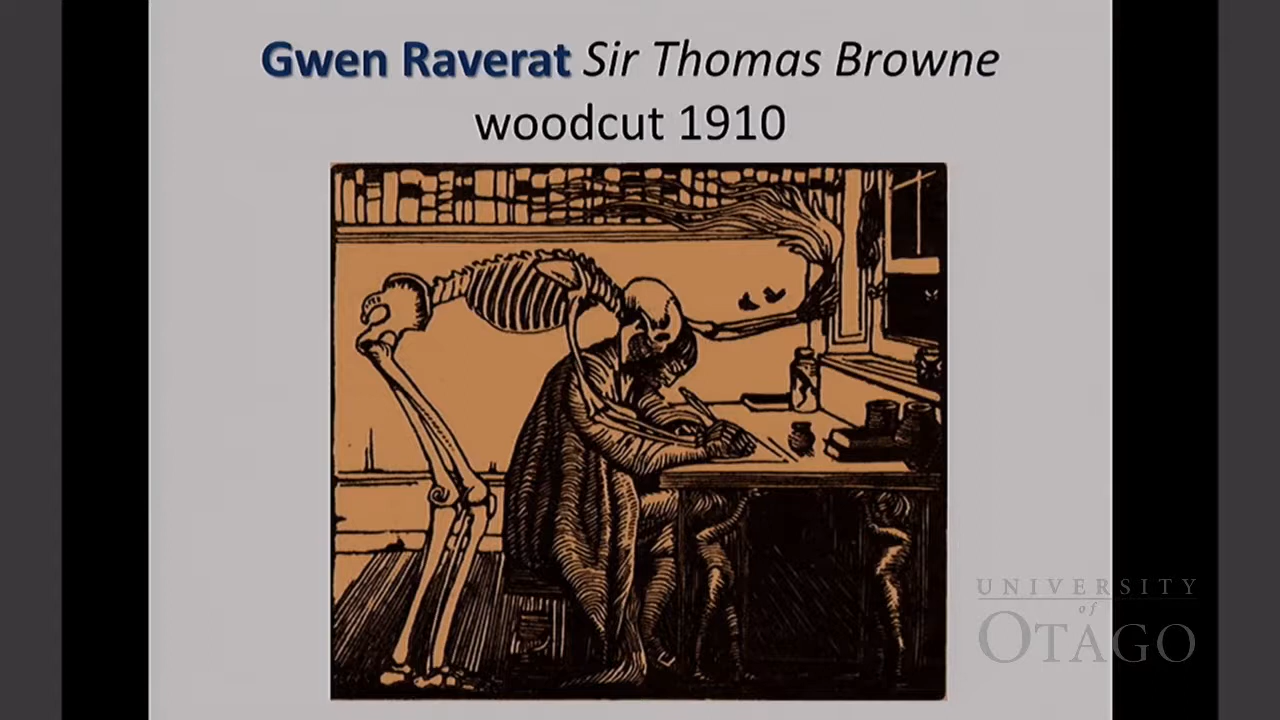 Gwen Raverat Sir Thomas Browne
woodcut 1910
UNIVERSITY
of
OTAGO